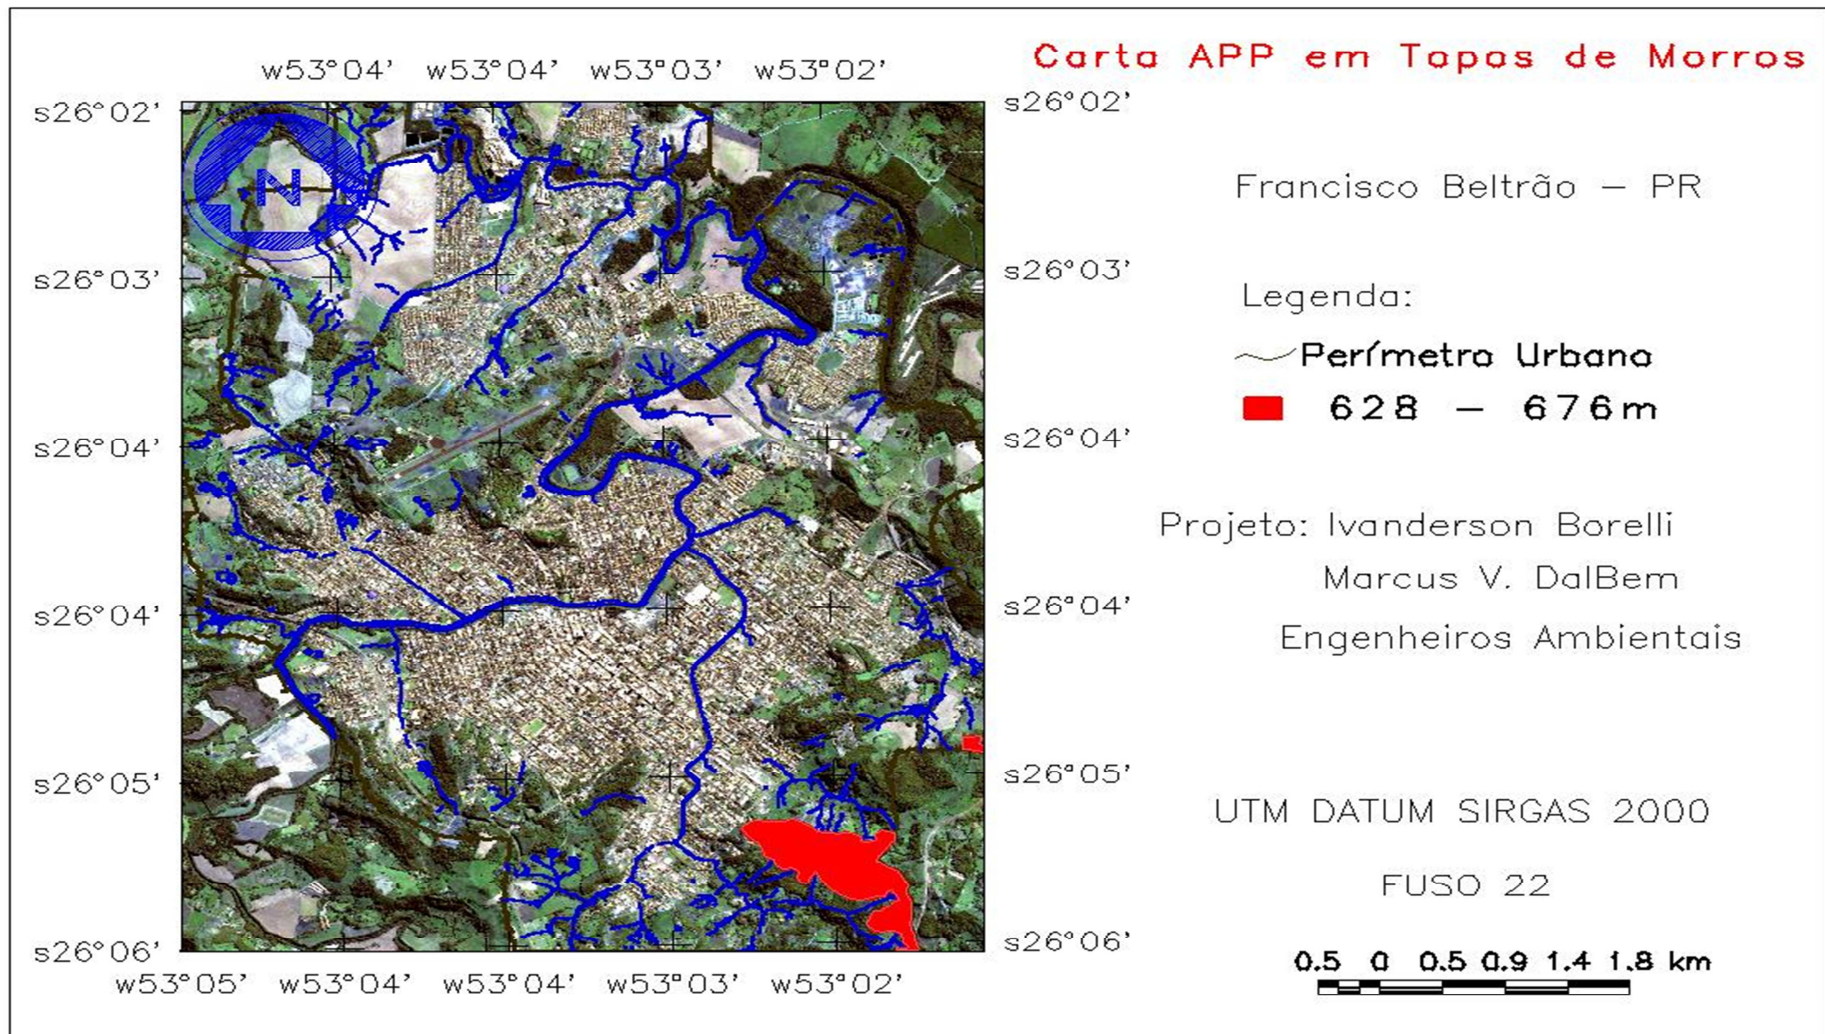 Carta APP em Topos de Morros
w53°04' w53°04' w53°03' w53°02'
s26°02' s26°02'
N
Francisco Beltrão – PR
s26°03' s26°03'
Legenda:
Perímetro Urbano
628 – 676m
s26°04' s26°04'
Projeto: Ivanderson Borelli
Marcus V. DalBem
s26°04' s26°04'
Engenheiros Ambientais
s26°05' s26°05'
UTM DATUM SIRGAS 2000
FUSO 22
s26°06' s26°06'
w53°05' w53°04' w53°04' w53°03' w53°02'
0.5 0 0.5 0.9 1.4 1.8 km